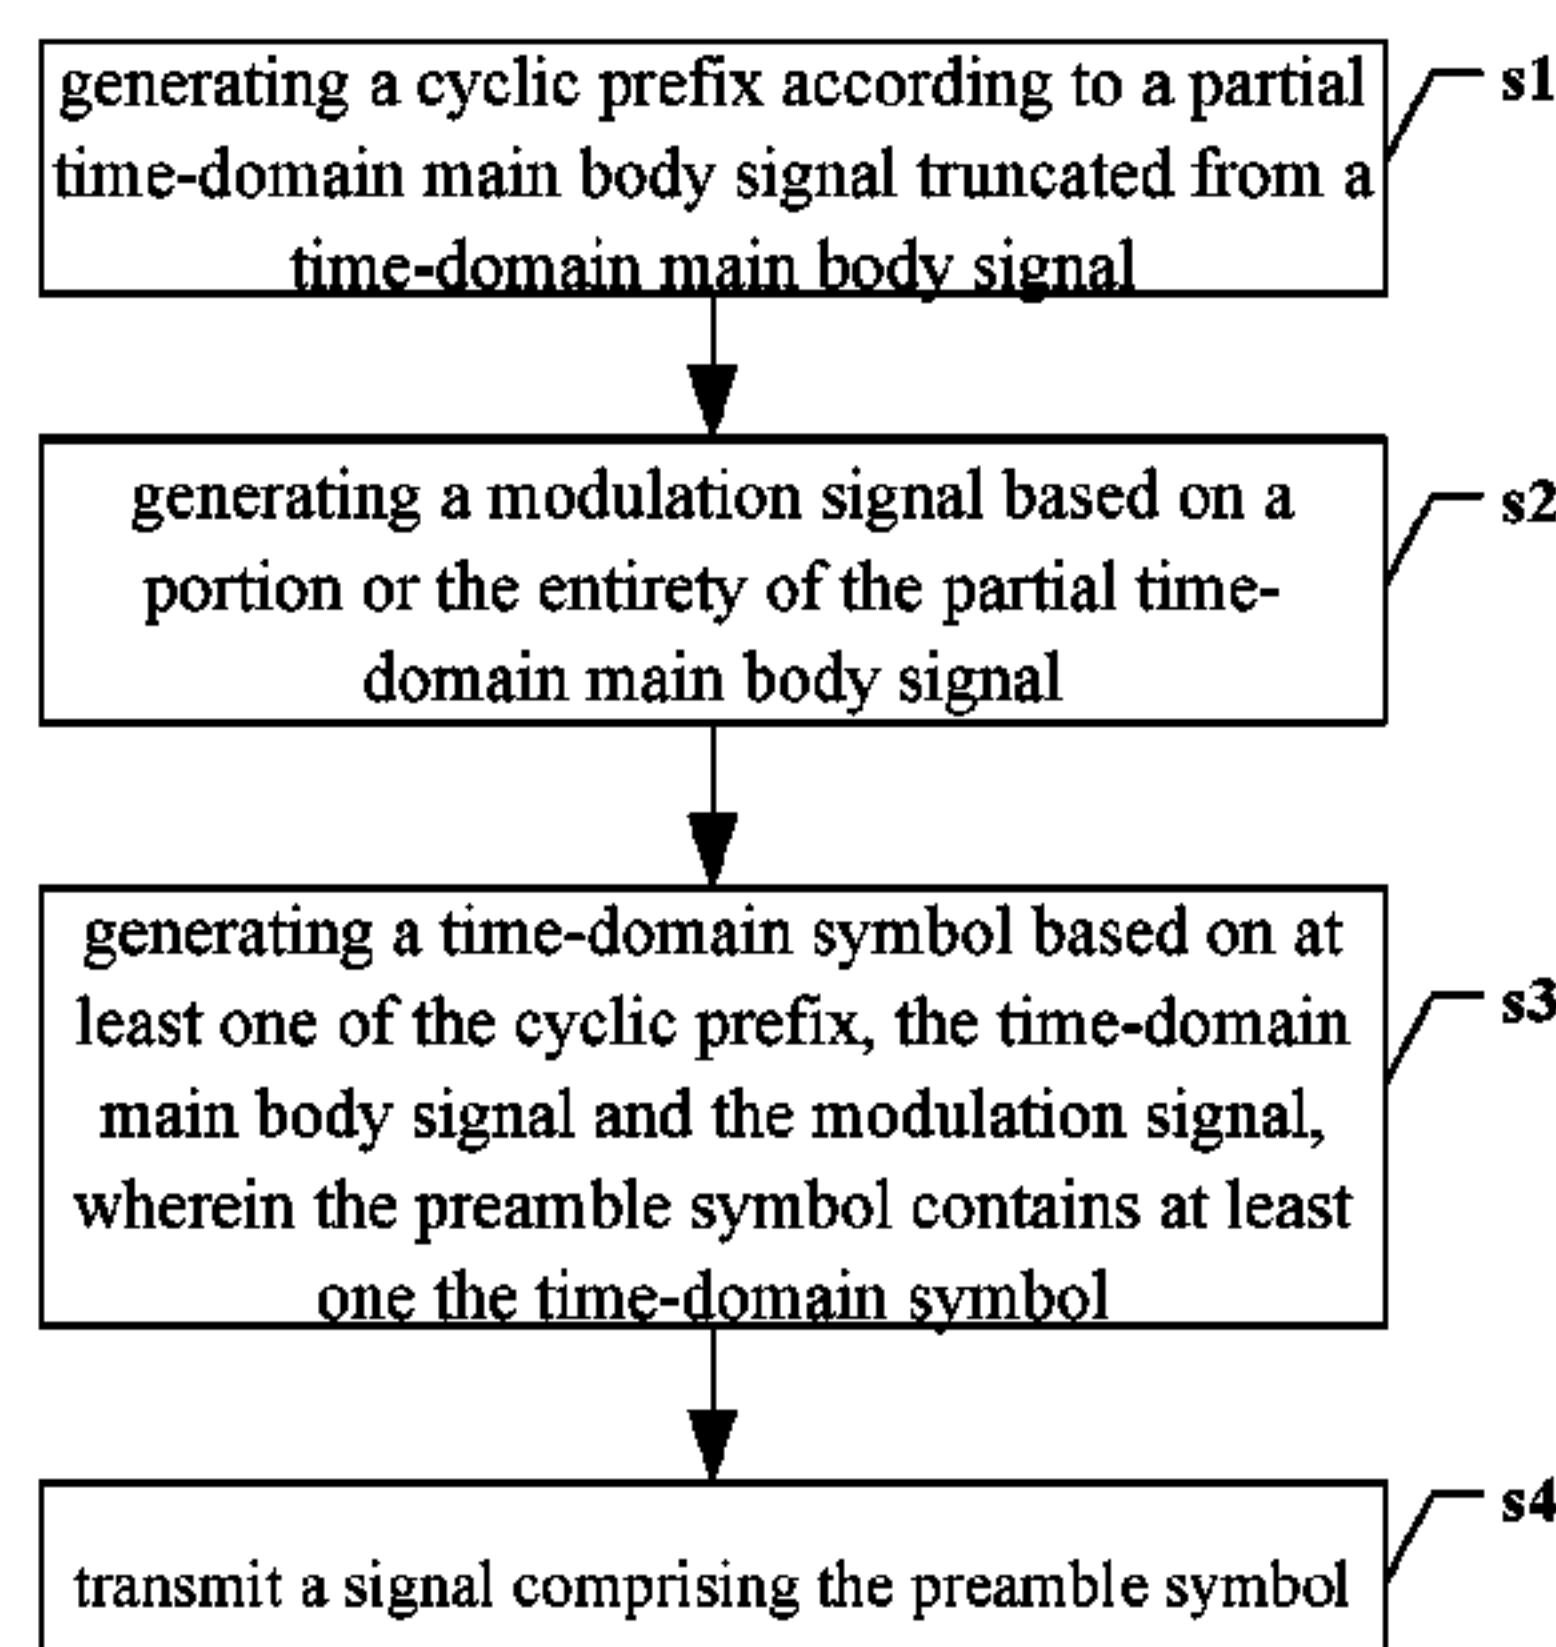 generating a cyclic prefix according to a partial
time-domain main body signal truncated from a
time-domain main body signal
s1
generating a modulation signal based on a
portion or the entirety of the partial time-
domain main body signal
s2
generating a time-domain symbol based on at
least one of the cyclic prefix, the time-domain
main body signal and the modulation signal,
wherein the preamble symbol contains at least
one the time-domain symbol
s3
transmit a signal comprising the preamble symbol
s4